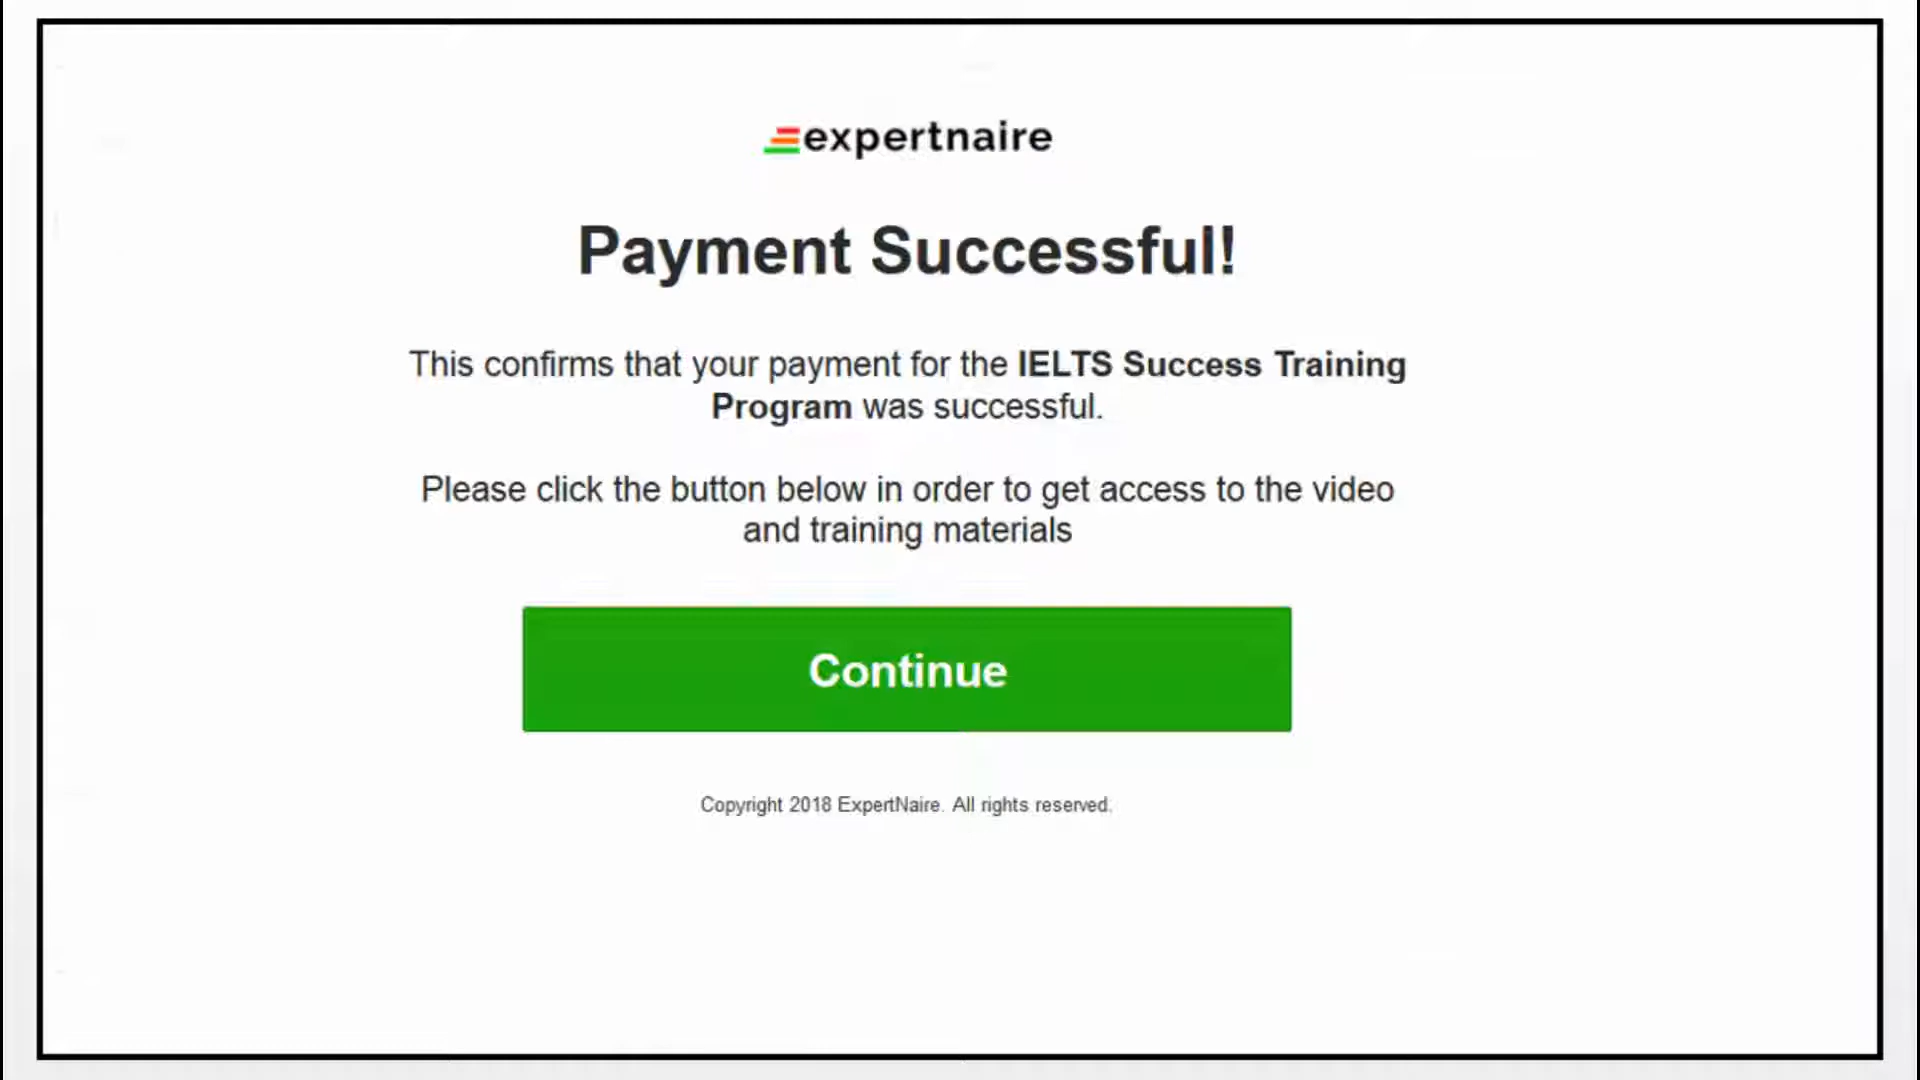 expertnaire
Payment Successful!
This confirms that your payment for the IELTS Success Training
Program was successful.
Please click the button below in order to get access to the video
and training materials
Continue
Copyright 2018 ExpertNaire. All rights reserved.